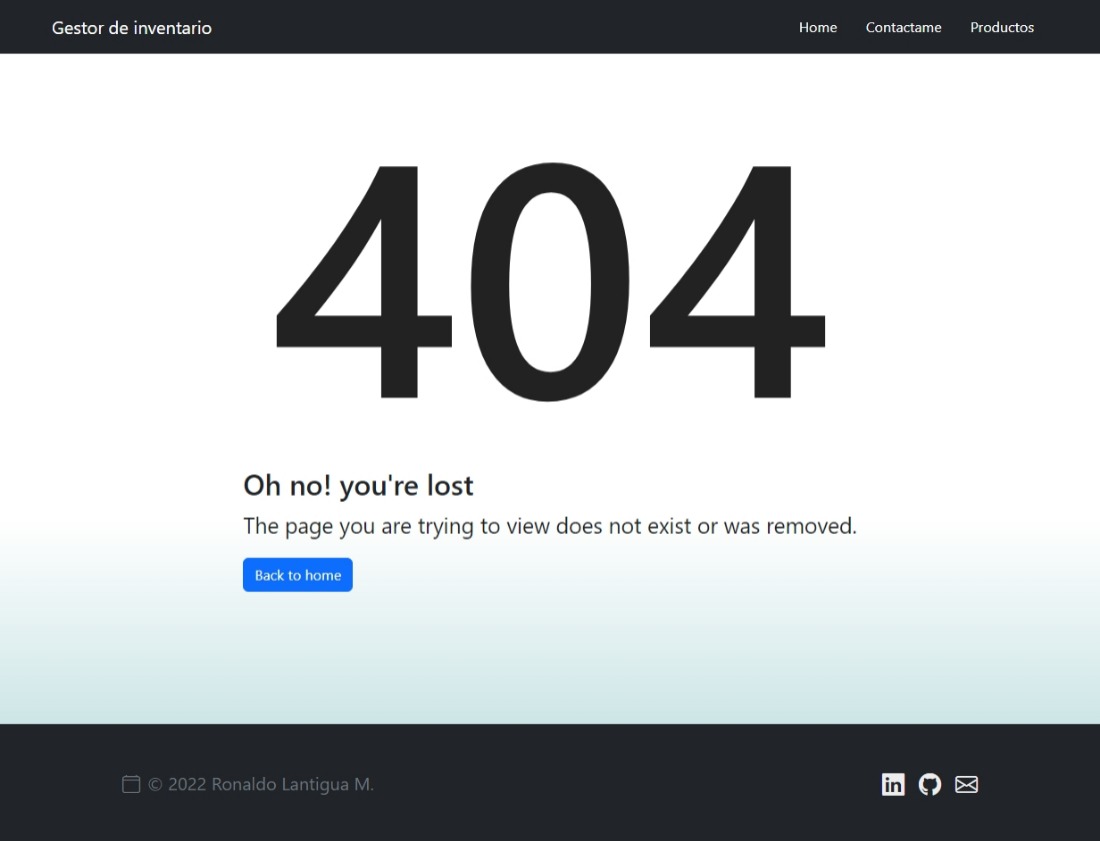 Gestor de inventario
Home Contactame Productos
404
Oh no! you're lost
The page you are trying to view does not exist or was removed.
Back to home
© 2022 Ronaldo Lantigua M.
in